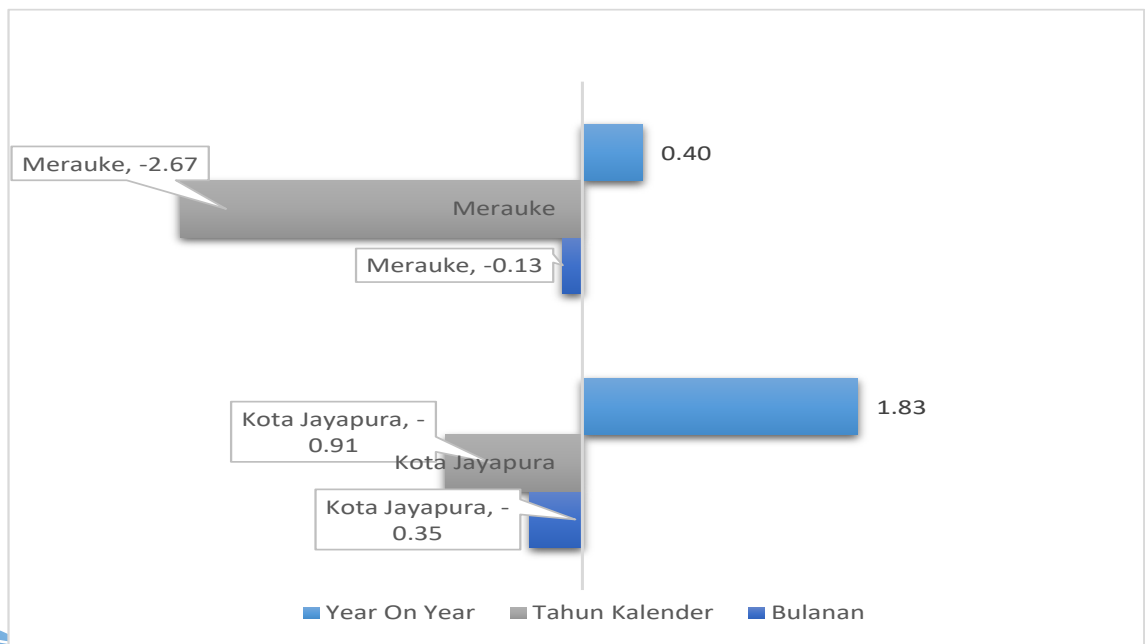 0.40
Merauke, -2.67
Merauke
Merauke, -0.13
1.83
Kota Jayapura, -
0.91
Kota Jayapura
Kota Jayapura, -
0.35
Year On Year Tahun Kalender Bulanan